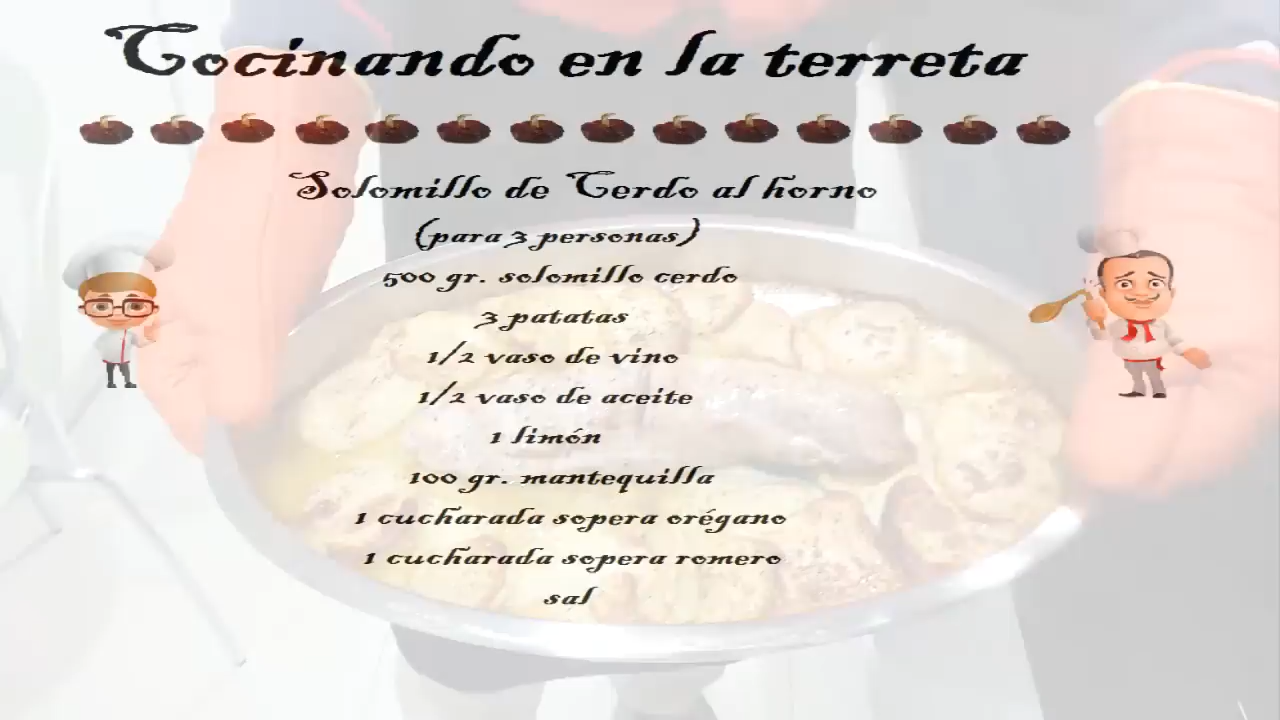 Cocinando en la terreta
Solomillo de Cerdo al horno
(para 3 personas)
500 gr. solomillo cerdo
3 patatas
1/2 vaso de vino
1/2 vaso de aceite
1 limón
100 gr. mantequilla
1 cucharada sopera orégano
1 cucharada sopera romero
sal